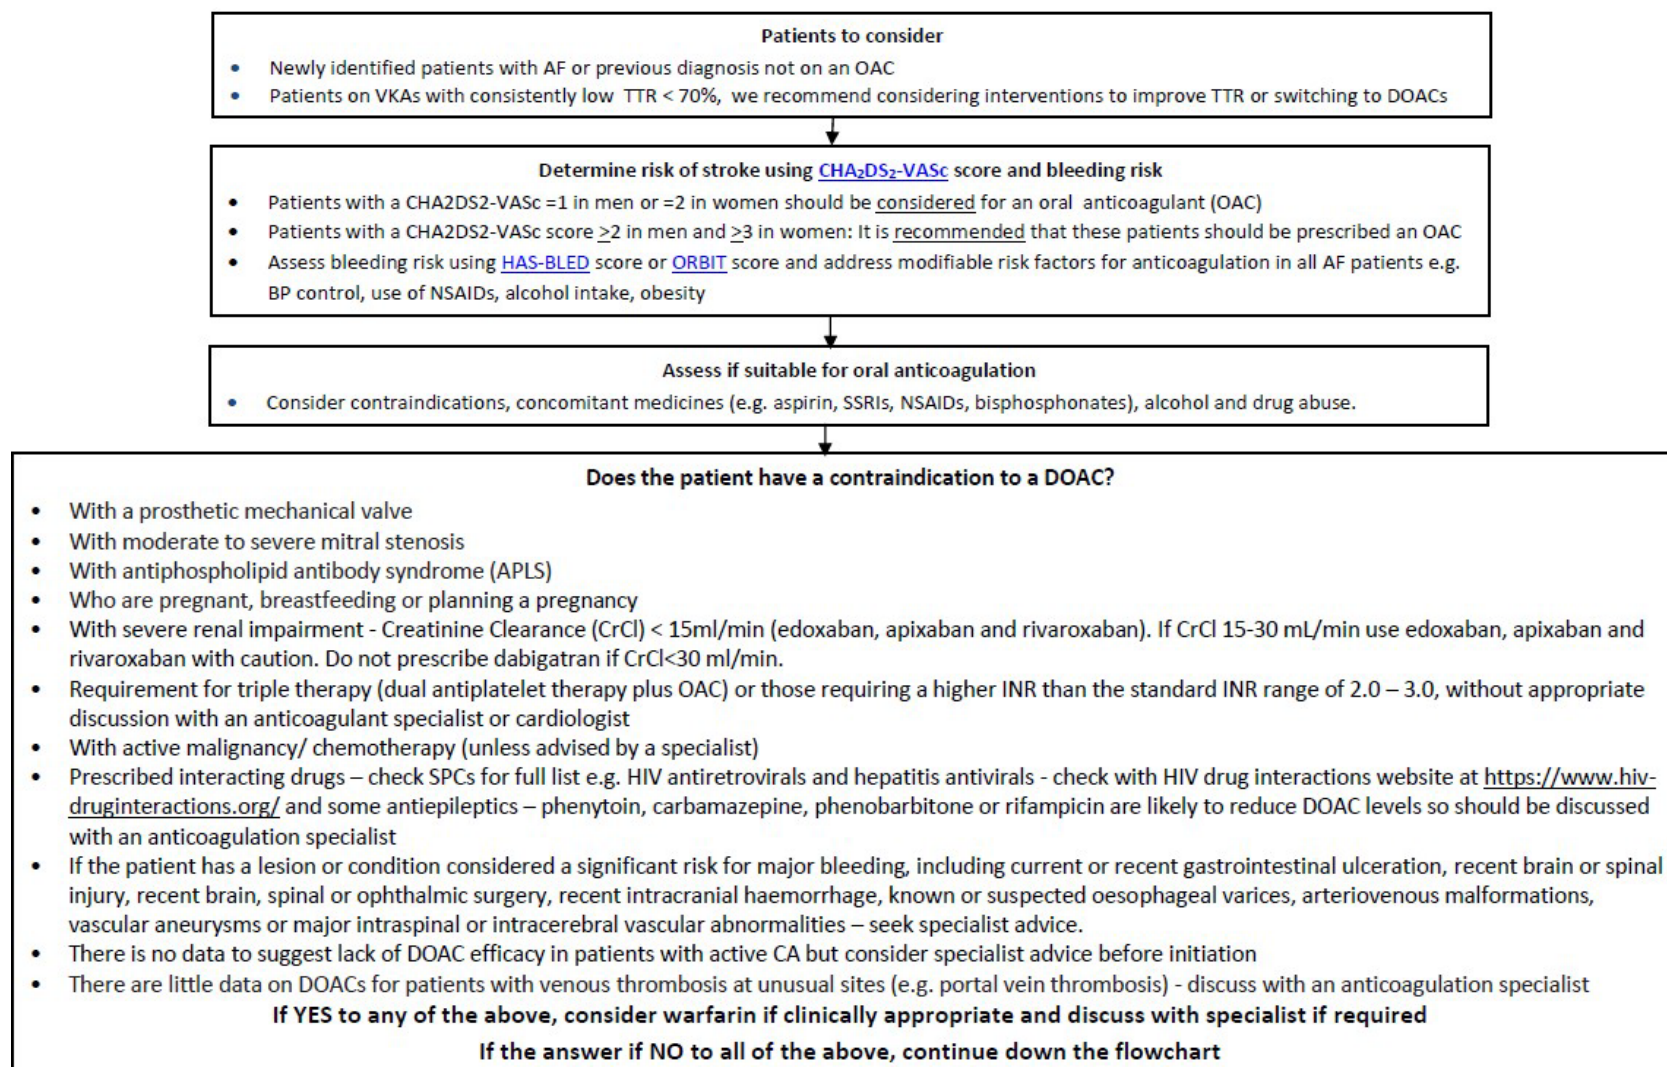 Patients to consider
• Newly identified patients with AF or previous diagnosis not on an OAC
• Patients on VKAs with consistently low TTR < 70%, we recommend considering interventions to improve TTR or switching to DOACs
Determine risk of stroke using CHA₂DS₂-VASc score and bleeding risk
• Patients with a CHA2DS2-VASc =1 in men or =2 in women should be considered for an oral anticoagulant (OAC)
• Patients with a CHA2DS2-VASc score >2 in men and >3 in women: It is recommended that these patients should be prescribed an OAC
• Assess bleeding risk using HAS-BLED score or ORBIT score and address modifiable risk factors for anticoagulation in all AF patients e.g.
BP control, use of NSAIDs, alcohol intake, obesity
Assess if suitable for oral anticoagulation
• Consider contraindications, concomitant medicines (e.g. aspirin, SSRIs, NSAIDs, bisphosphonates), alcohol and drug abuse.
Does the patient have a contraindication to a DOAC?
• With a prosthetic mechanical valve
• With moderate to severe mitral stenosis
• With antiphospholipid antibody syndrome (APLS)
• Who are pregnant, breastfeeding or planning a pregnancy
• With severe renal impairment - Creatinine Clearance (CrCl) < 15ml/min (edoxaban, apixaban and rivaroxaban). If CrCl 15-30 mL/min use edoxaban, apixaban and
rivaroxaban with caution. Do not prescribe dabigatran if CrCl<30 ml/min.
• Requirement for triple therapy (dual antiplatelet therapy plus OAC) or those requiring a higher INR than the standard INR range of 2.0 – 3.0, without appropriate
discussion with an anticoagulant specialist or cardiologist
• With active malignancy/ chemotherapy (unless advised by a specialist)
• Prescribed interacting drugs – check SPCs for full list e.g. HIV antiretrovirals and hepatitis antivirals - check with HIV drug interactions website at https://www.hiv-
druginteractions.org/ and some antiepileptics – phenytoin, carbamazepine, phenobarbitone or rifampicin are likely to reduce DOAC levels so should be discussed
with an anticoagulation specialist
• If the patient has a lesion or condition considered a significant risk for major bleeding, including current or recent gastrointestinal ulceration, recent brain or spinal
injury, recent brain, spinal or ophthalmic surgery, recent intracranial haemorrhage, known or suspected oesophageal varices, arteriovenous malformations,
vascular aneurysms or major intraspinal or intracerebral vascular abnormalities – seek specialist advice.
• There is no data to suggest lack of DOAC efficacy in patients with active CA but consider specialist advice before initiation
• There are little data on DOACs for patients with venous thrombosis at unusual sites (e.g. portal vein thrombosis) - discuss with an anticoagulation specialist
If YES to any of the above, consider warfarin if clinically appropriate and discuss with specialist if required
If the answer if NO to all of the above, continue down the flowchart